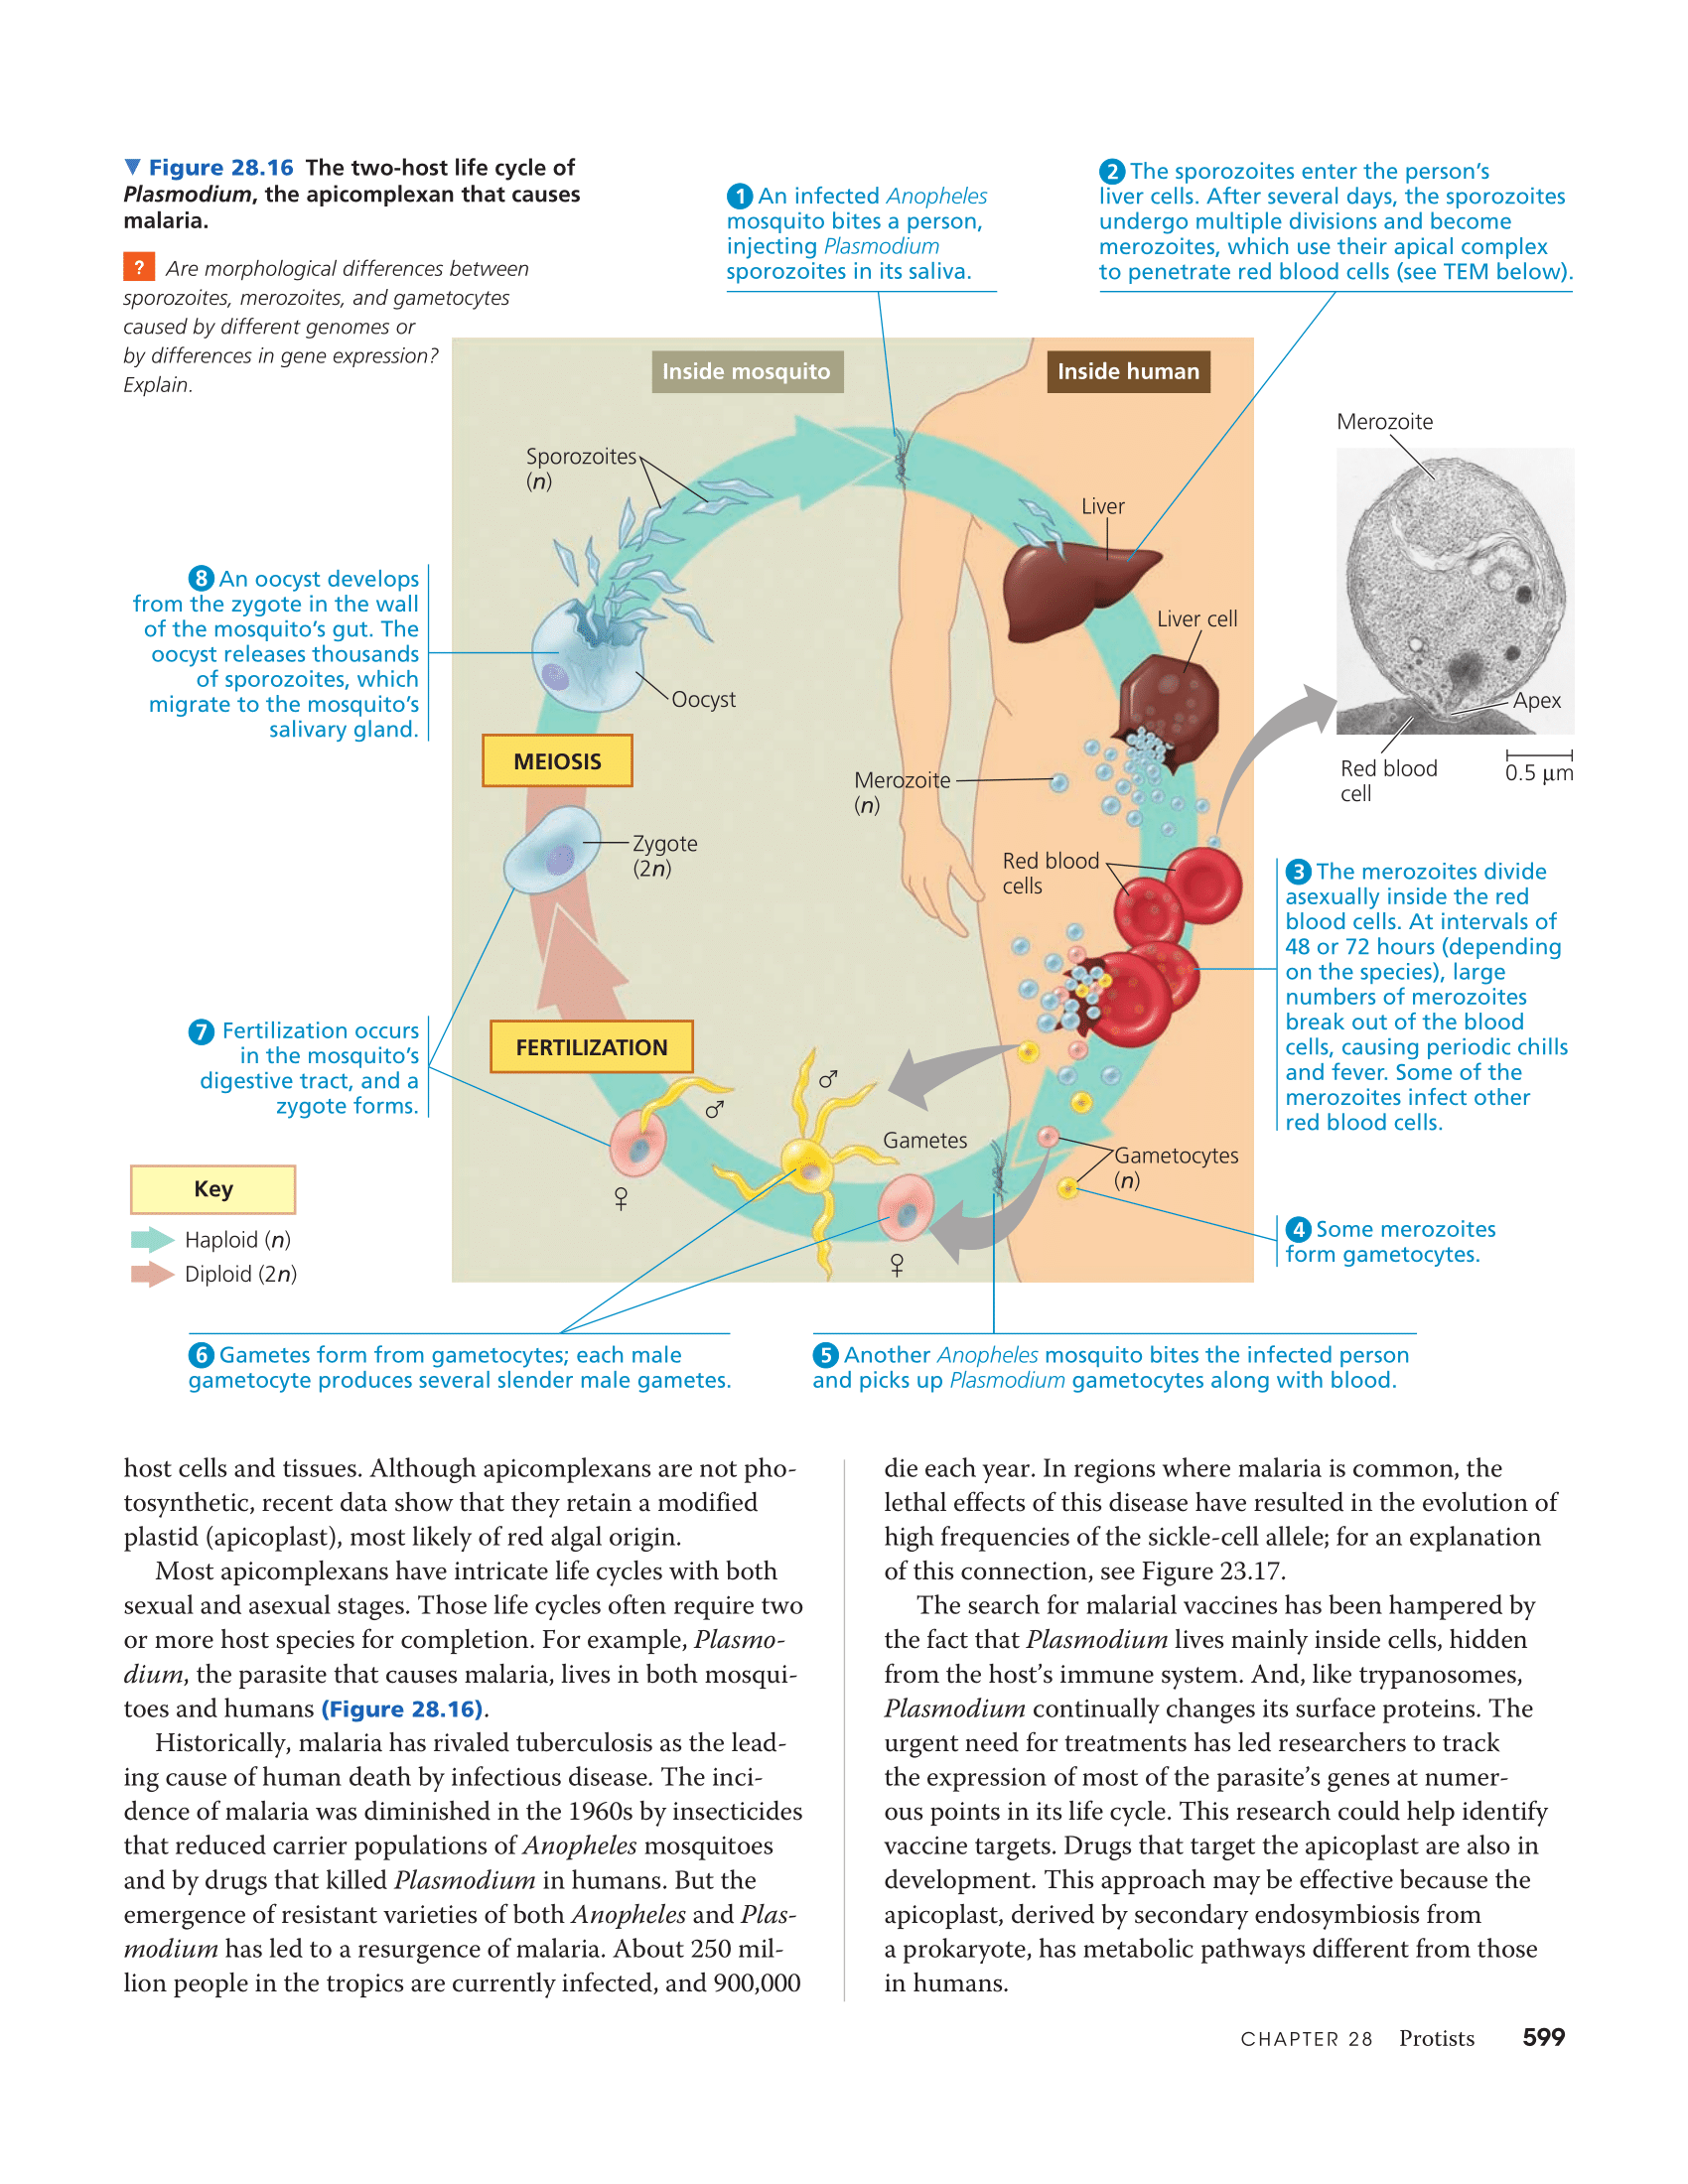 ▼ Figure 28.16 The two-host life cycle of
Plasmodium, the apicomplexan that causes
malaria.
? Are morphological differences between
sporozoites, merozoites, and gametocytes
caused by different genomes or
by differences in gene expression?
Explain.
1 An infected Anopheles
mosquito bites a person,
injecting Plasmodium
sporozoites in its saliva.
2 The sporozoites enter the person's
liver cells. After several days, the sporozoites
undergo multiple divisions and become
merozoites, which use their apical complex
to penetrate red blood cells (see TEM below).
Inside mosquito
Inside human
Sporozoites
(n)
Liver
Liver cell
Merozoite
Apex
Red blood
cell
0.5 μm
8 An oocyst develops
from the zygote in the wall
of the mosquito's gut. The
oocyst releases thousands
of sporozoites, which
migrate to the mosquito's
salivary gland.
Oocyst
MEIOSIS
Merozoite
(n)
Zygote
(2n)
Red blood
cells
3 The merozoites divide
asexually inside the red
blood cells. At intervals of
48 or 72 hours (depending
on the species), large
numbers of merozoites
break out of the blood
cells, causing periodic chills
and fever. Some of the
merozoites infect other
red blood cells.
7 Fertilization occurs
in the mosquito's
digestive tract, and a
zygote forms.
FERTILIZATION
♂
♂
Gametes
♀
♀
Gametocytes
(n)
Key
Haploid (n)
Diploid (2n)
4 Some merozoites
form gametocytes.
6 Gametes form from gametocytes; each male
gametocyte produces several slender male gametes.
5 Another Anopheles mosquito bites the infected person
and picks up Plasmodium gametocytes along with blood.
host cells and tissues. Although apicomplexans are not pho-
tosynthetic, recent data show that they retain a modified
plastid (apicoplast), most likely of red algal origin.
Most apicomplexans have intricate life cycles with both
sexual and asexual stages. Those life cycles often require two
or more host species for completion. For example, Plasmo-
dium, the parasite that causes malaria, lives in both mosqui-
toes and humans (Figure 28.16).
Historically, malaria has rivaled tuberculosis as the lead-
ing cause of human death by infectious disease. The inci-
dence of malaria was diminished in the 1960s by insecticides
that reduced carrier populations of Anopheles mosquitoes
and by drugs that killed Plasmodium in humans. But the
emergence of resistant varieties of both Anopheles and Plas-
modium has led to a resurgence of malaria. About 250 mil-
lion people in the tropics are currently infected, and 900,000
die each year. In regions where malaria is common, the
lethal effects of this disease have resulted in the evolution of
high frequencies of the sickle-cell allele; for an explanation
of this connection, see Figure 23.17.
The search for malarial vaccines has been hampered by
the fact that Plasmodium lives mainly inside cells, hidden
from the host's immune system. And, like trypanosomes,
Plasmodium continually changes its surface proteins. The
urgent need for treatments has led researchers to track
the expression of most of the parasite's genes at numer-
ous points in its life cycle. This research could help identify
vaccine targets. Drugs that target the apicoplast are also in
development. This approach may be effective because the
apicoplast, derived by secondary endosymbiosis from
a prokaryote, has metabolic pathways different from those
in humans.
CHAPTER 28 Protists 599